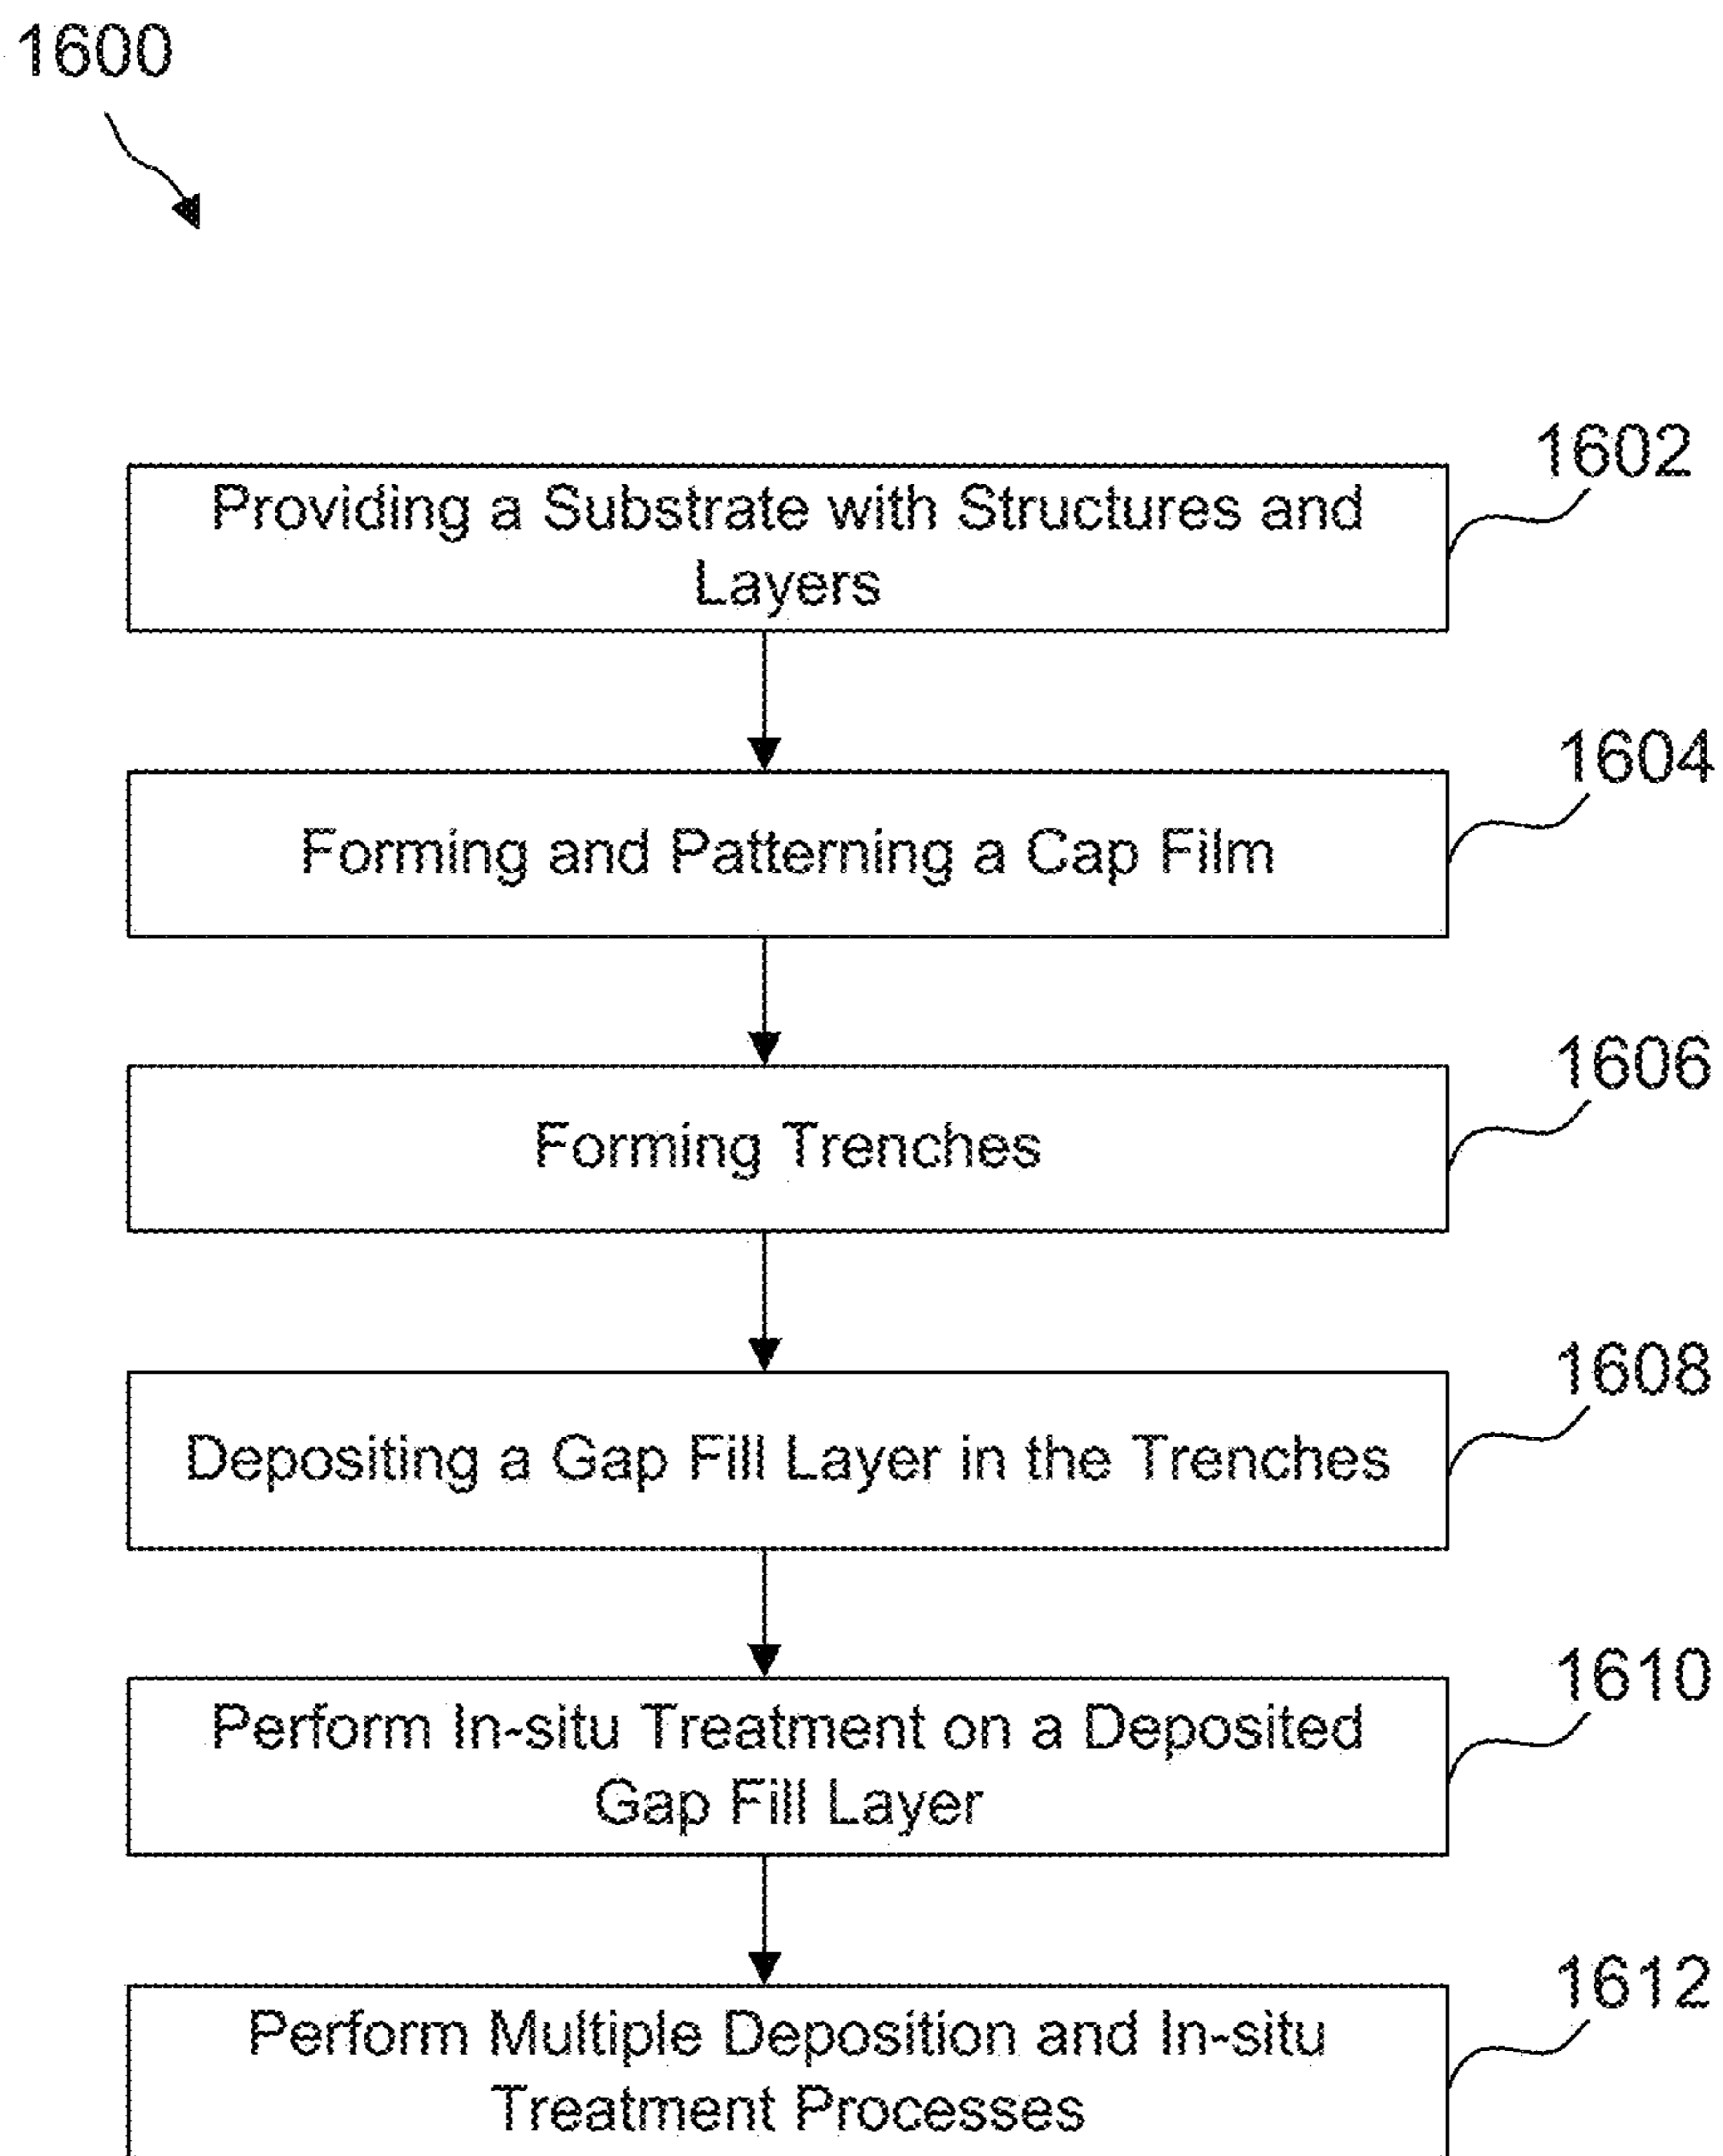 1600
1602
Providing a Substrate with Structures and
Layers
1604
Forming and Patterning a Cap Film
1606
Forming Trenches
1608
Depositing a Gap Fill Layer in the Trenches
1610
Perform In-situ Treatment on a Deposited
Gap Fill Layer
1612
Perform Multiple Deposition and In-situ
Treatment Processes